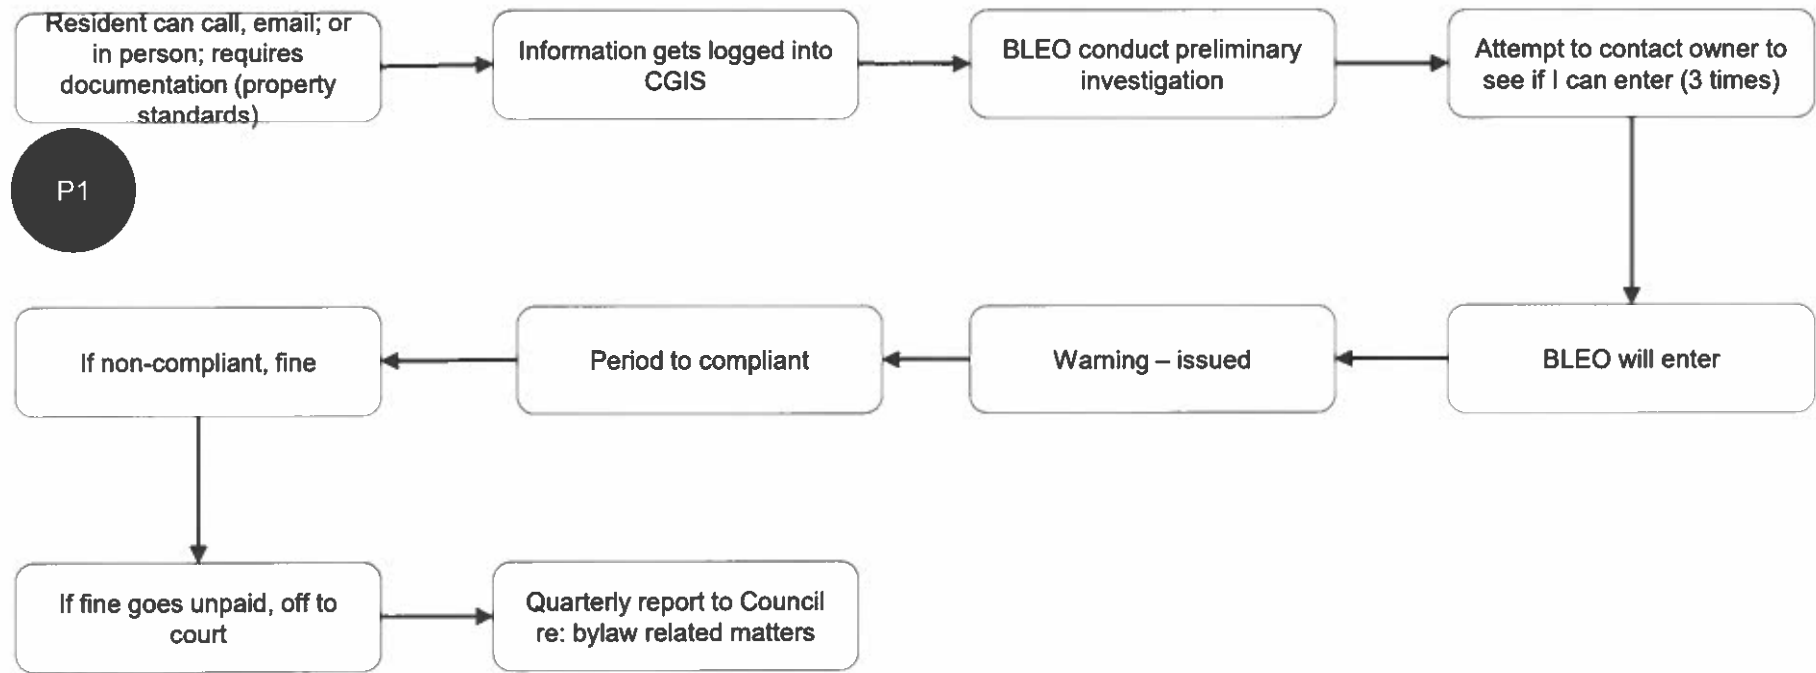 Resident can call, email; or
in person; requires
documentation (property
standards)
Information gets logged into
CGIS
BLEO conduct preliminary
investigation
Attempt to contact owner to
see if I can enter (3 times)
P1
If non-compliant, fine
Period to compliant
Warning – issued
BLEO will enter
If fine goes unpaid, off to
court
Quarterly report to Council
re: bylaw related matters